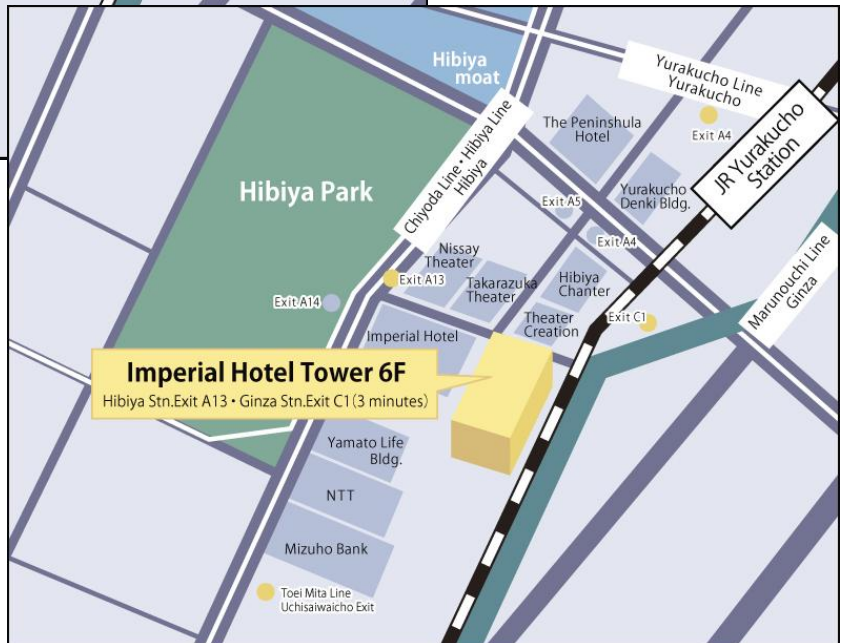 Hibiya
moat
Yurakucho Line
Yurakucho
Exit A4
The Peninshula
Hotel
JR Yurakucho
Station
Chiyoda Line・Hibiya Line
Hibiya
Hibiya Park
Yurakucho
Denki Bldg.
Exit A5
Exit A4
Marunouchi Line
Ginza
Nissay
Theater
Exit A13
Takarazuka
Theater
Hibiya
Chanter
Exit A14
Exit C1
Theater
Creation
Imperial Hotel
Imperial Hotel Tower 6F
Hibiya Stn.Exit A13・Ginza Stn.Exit C1(3 minutes)
Yamato Life
Bldg.
NTT
Mizuho Bank
Toei Mita Line
Uchisaiwaicho Exit